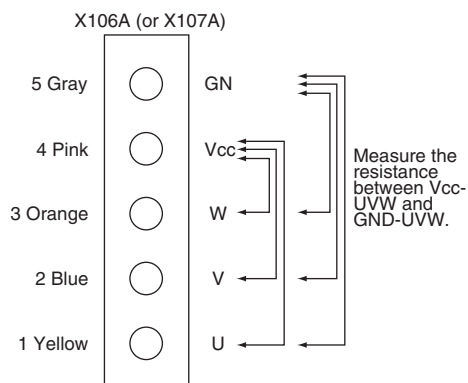 X106A (or X107A)
5 Gray GN
4 Pink Vcc
3 Orange W
2 Blue V
1 Yellow U
Measure the
resistance
between Vcc-
UVW and
GND-UVW.